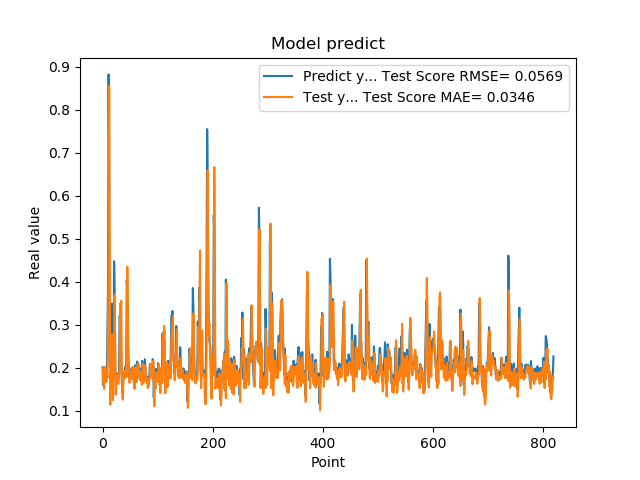 Model predict
Predict y... Test Score RMSE= 0.0569
Test y... Test Score MAE= 0.0346
Real value
0.9
0.8
0.7
0.6
0.5
0.4
0.3
0.2
0.1
0 200 400 600 800
Point